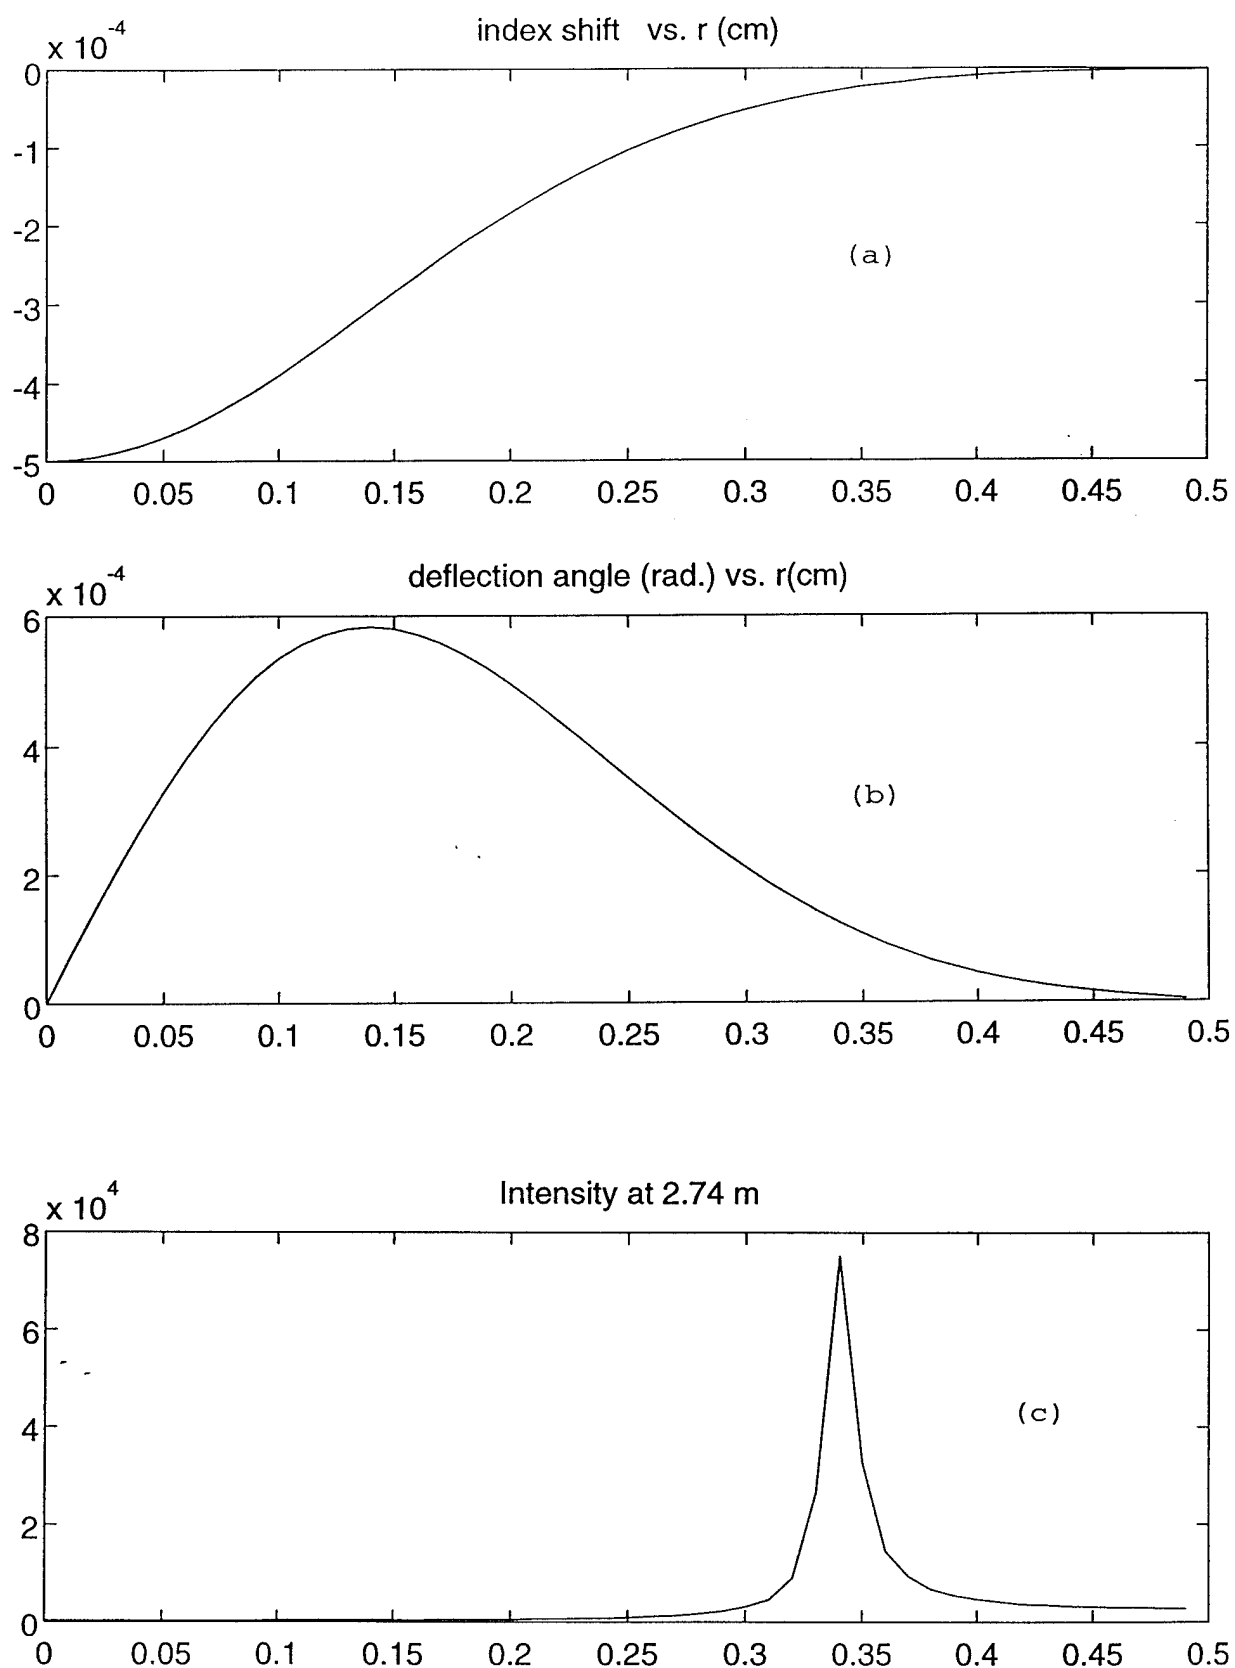 index shift vs. r (cm)
x 10^-4
0
-1
-2
-3
-4
-5
(a)
0 0.05 0.1 0.15 0.2 0.25 0.3 0.35 0.4 0.45 0.5
deflection angle (rad.) vs. r(cm)
x 10^-4
6
4
2
0
(b)
0 0.05 0.1 0.15 0.2 0.25 0.3 0.35 0.4 0.45 0.5
Intensity at 2.74 m
x 10^4
8
6
4
2
0
(c)
0 0.05 0.1 0.15 0.2 0.25 0.3 0.35 0.4 0.45 0.5